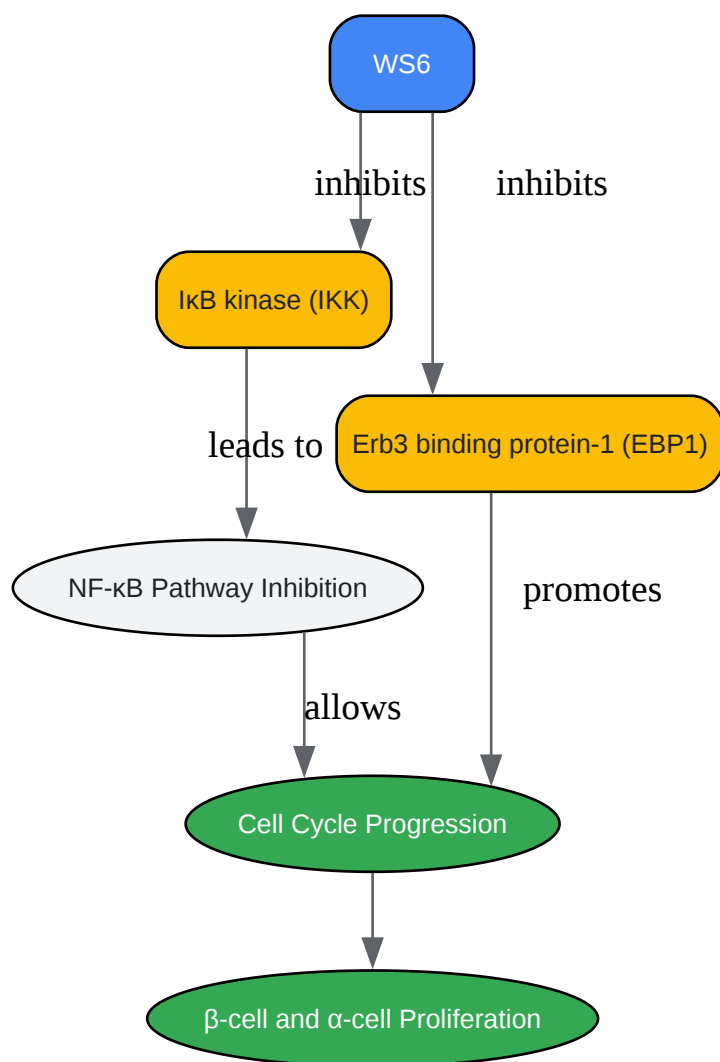 WS6
inhibits
inhibits
IκB kinase (IKK)
leads to
Erb3 binding protein-1 (EBP1)
NF-κB Pathway Inhibition
promotes
allows
Cell Cycle Progression
β-cell and α-cell Proliferation